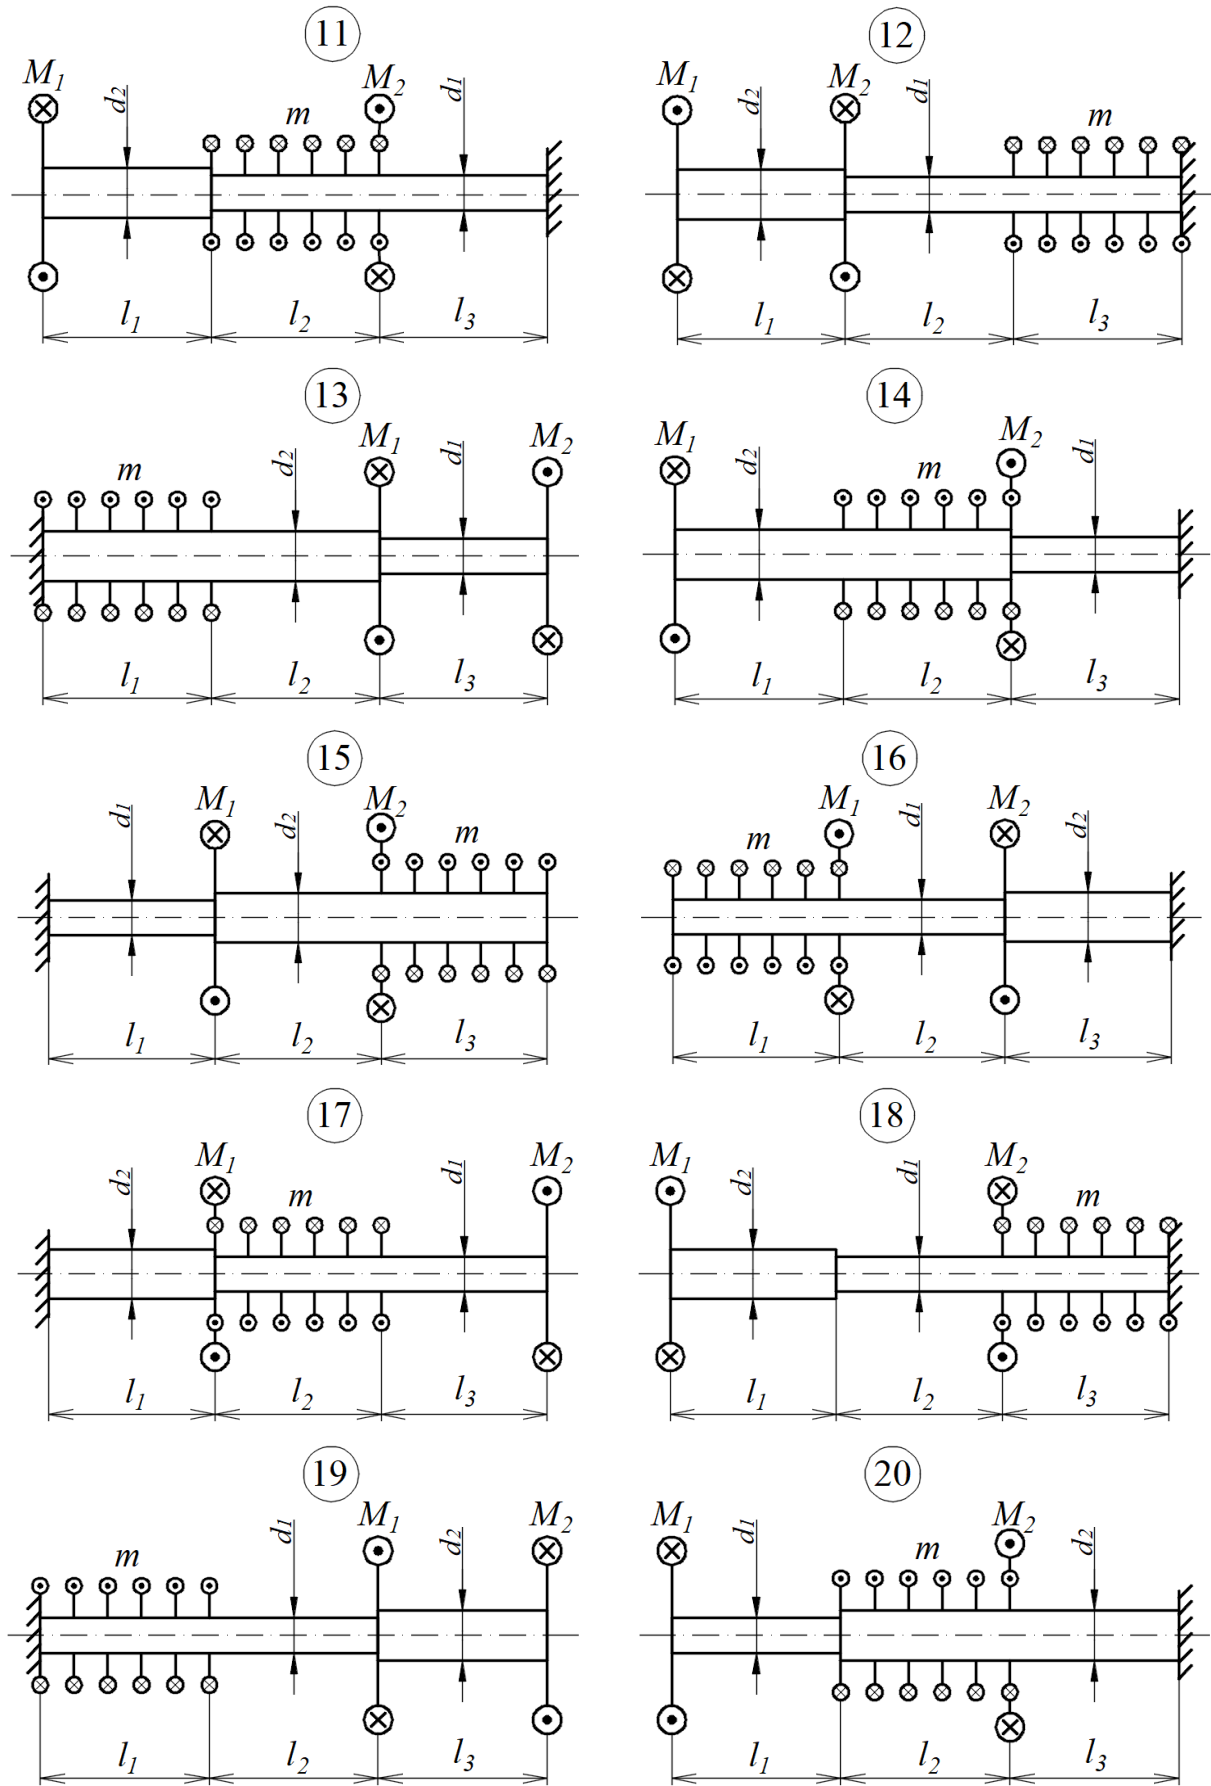 11
M1 d2 m M2 d1
l1 l2 l3
12
M1 d2 M2 d1 m
l1 l2 l3
13
m d2 M1 d1 M2
l1 l2 l3
14
M1 d2 m M2 d1
l1 l2 l3
15
d1 M1 d2 M2 m
l1 l2 l3
16
m M1 d1 M2 d2
l1 l2 l3
17
d2 M1 m d1 M2
l1 l2 l3
18
M1 d2 d1 M2 m
l1 l2 l3
19
m d1 M1 d2 M2
l1 l2 l3
20
M1 d1 m M2 d2
l1 l2 l3